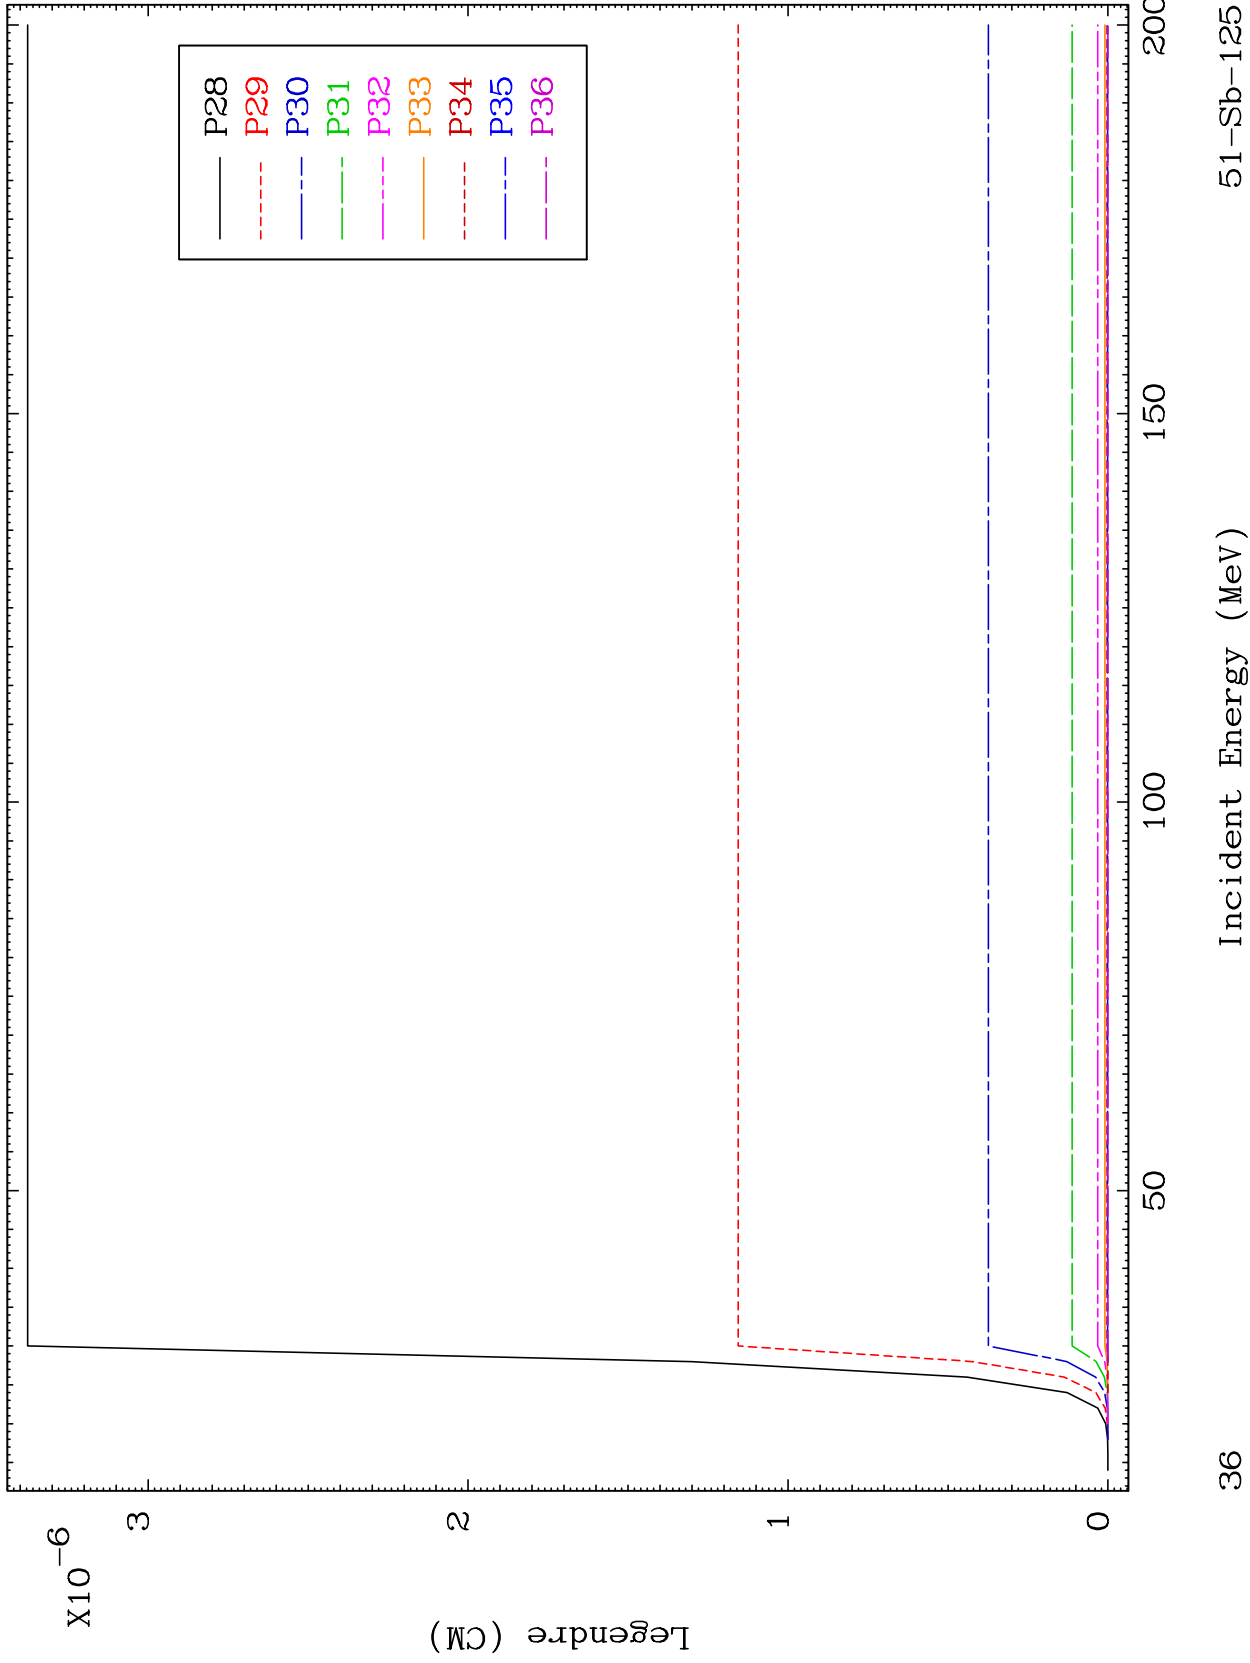 X10-6
3
2
1
0
Legendre (CM)
P28
P29
P30
P31
P32
P33
P34
P35
P36
50
100
150
200
Incident Energy (MeV)
36
51-Sb-125